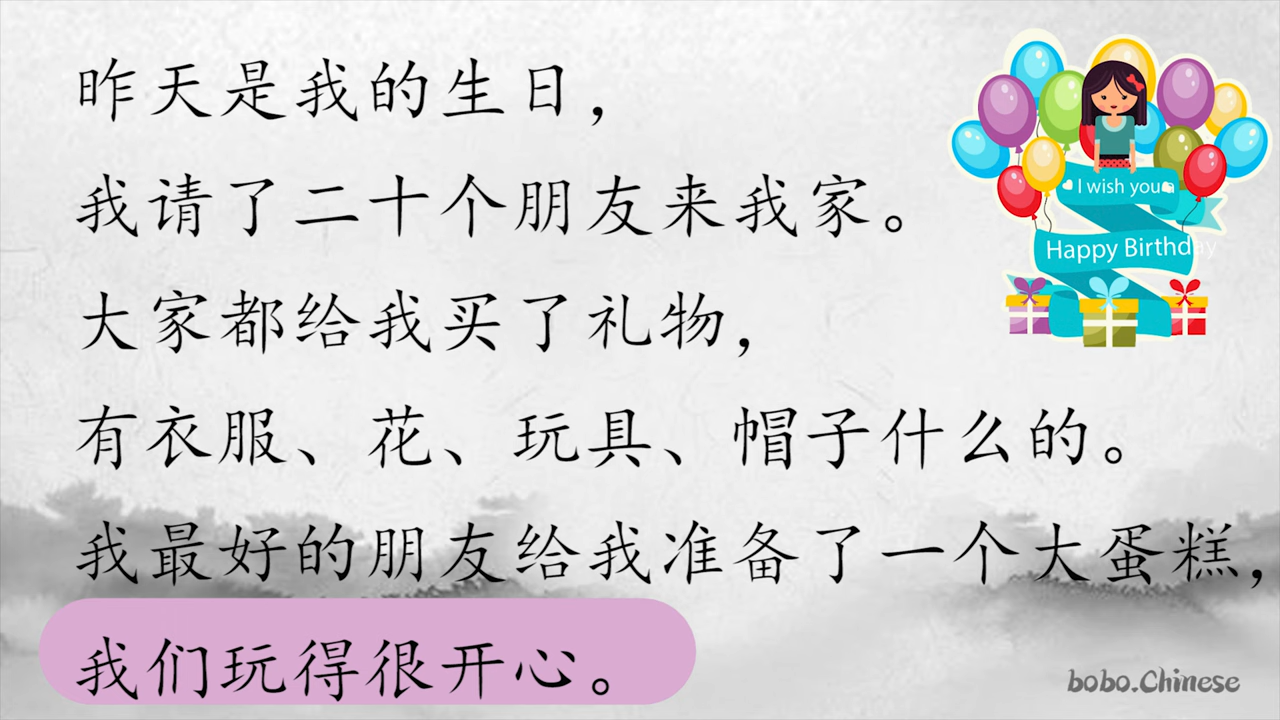 昨天是我的生日，
我请了二十个朋友来我家。
大家都给我买了礼物，
有衣服、花、玩具、帽子什么的。
我最好的朋友给我准备了一个大蛋糕，
我们玩得很开心。
I wish you a
Happy Birthday
bobo.Chinese